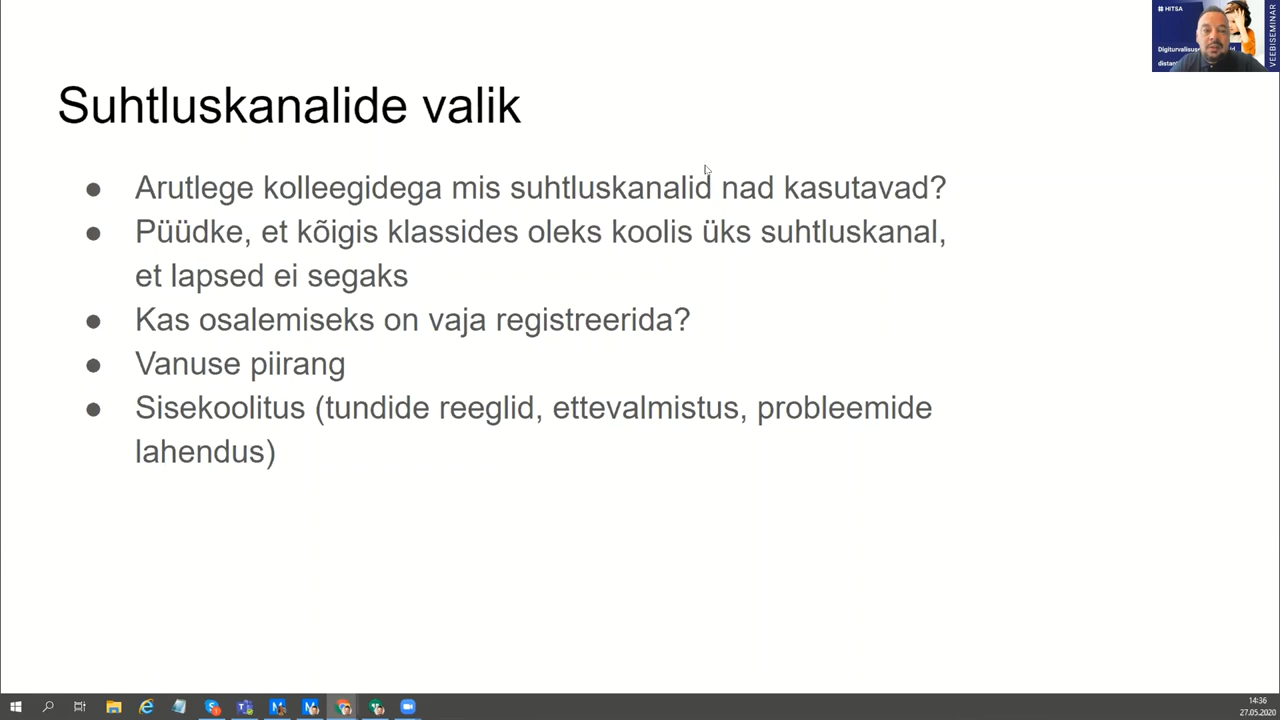 Suhtluskanalide valik
● Arutlege kolleegidega mis suhtluskanalid nad kasutavad?
● Püüdke, et kõigis klassides oleks koolis üks suhtluskanal,
et lapsed ei segaks
● Kas osalemiseks on vaja registreerida?
● Vanuse piirang
● Sisekoolitus (tundide reeglid, ettevalmistus, probleemide
lahendus)
HITSA
VEEBISEMINAR
14:36
27.05.2020